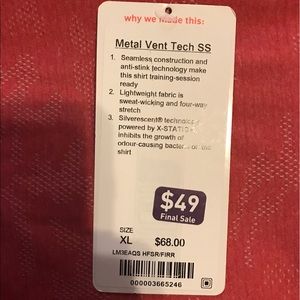 why we made this:
Metal Vent Tech SS
1. Seamless construction and
anti-stink technology make
this shirt training-session
ready
2. Lightweight fabric is
sweat-wicking and four-way
stretch
3. Silverescent® technology
powered by X-STATIC
inhibits the growth of
odour-causing bacteria on the
shirt
$49
Final Sale
SIZE
XL $68.00
LM3EAQS HFSR/FIRR
000003665246